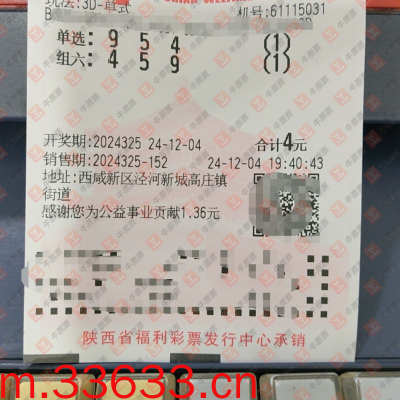 玩法:3D-单式
机号:61115031
单选: 9 5 4 (1)
组六: 4 5 9 (1)
开奖期:2024325 24-12-04 合计4元
销售期:2024325-152 24-12-04 19:40:43
地址:西咸新区泾河新城高庄镇
街道
感谢您为公益事业贡献1.36元
陕西省福利彩票发行中心承销
m.33633.cn